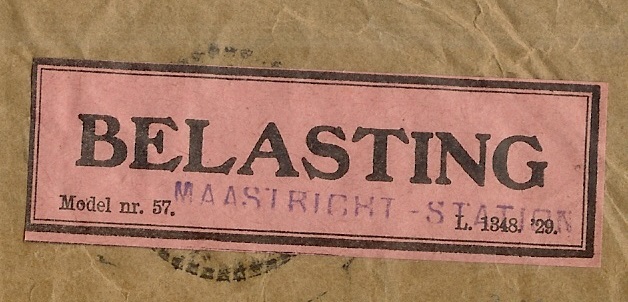 BELASTING
MAASTRICHT - STATION
Model nr. 57. L. 1348. '29.